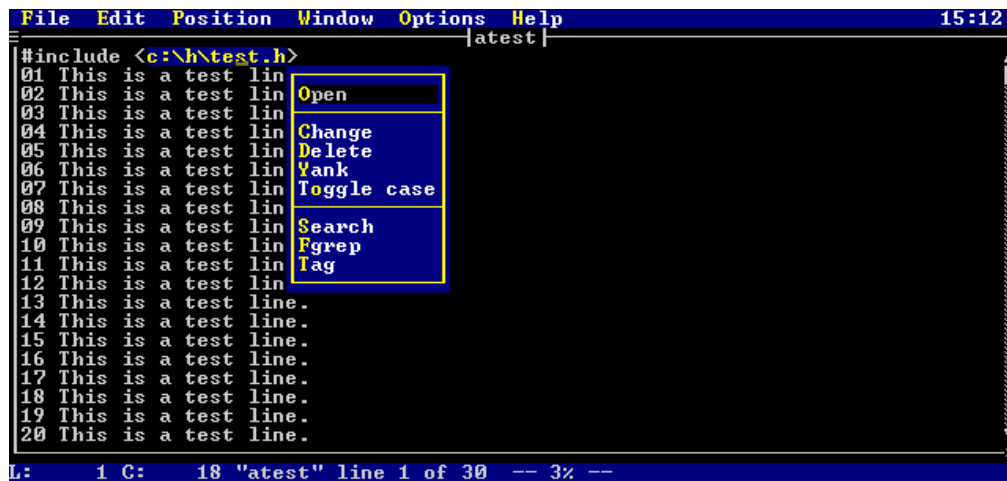 File Edit Position Window Options Help 15:12
atest
#include <c:\h\test.h>
01 This is a test lin
02 This is a test lin Open
03 This is a test lin
04 This is a test lin Change
05 This is a test lin Delete
06 This is a test lin Yank
07 This is a test lin Toggle case
08 This is a test lin
09 This is a test lin Search
10 This is a test lin Fgrep
11 This is a test lin Tag
12 This is a test lin
13 This is a test line.
14 This is a test line.
15 This is a test line.
16 This is a test line.
17 This is a test line.
18 This is a test line.
19 This is a test line.
20 This is a test line.
L: 1 C: 18 "atest" line 1 of 30 -- 3% --